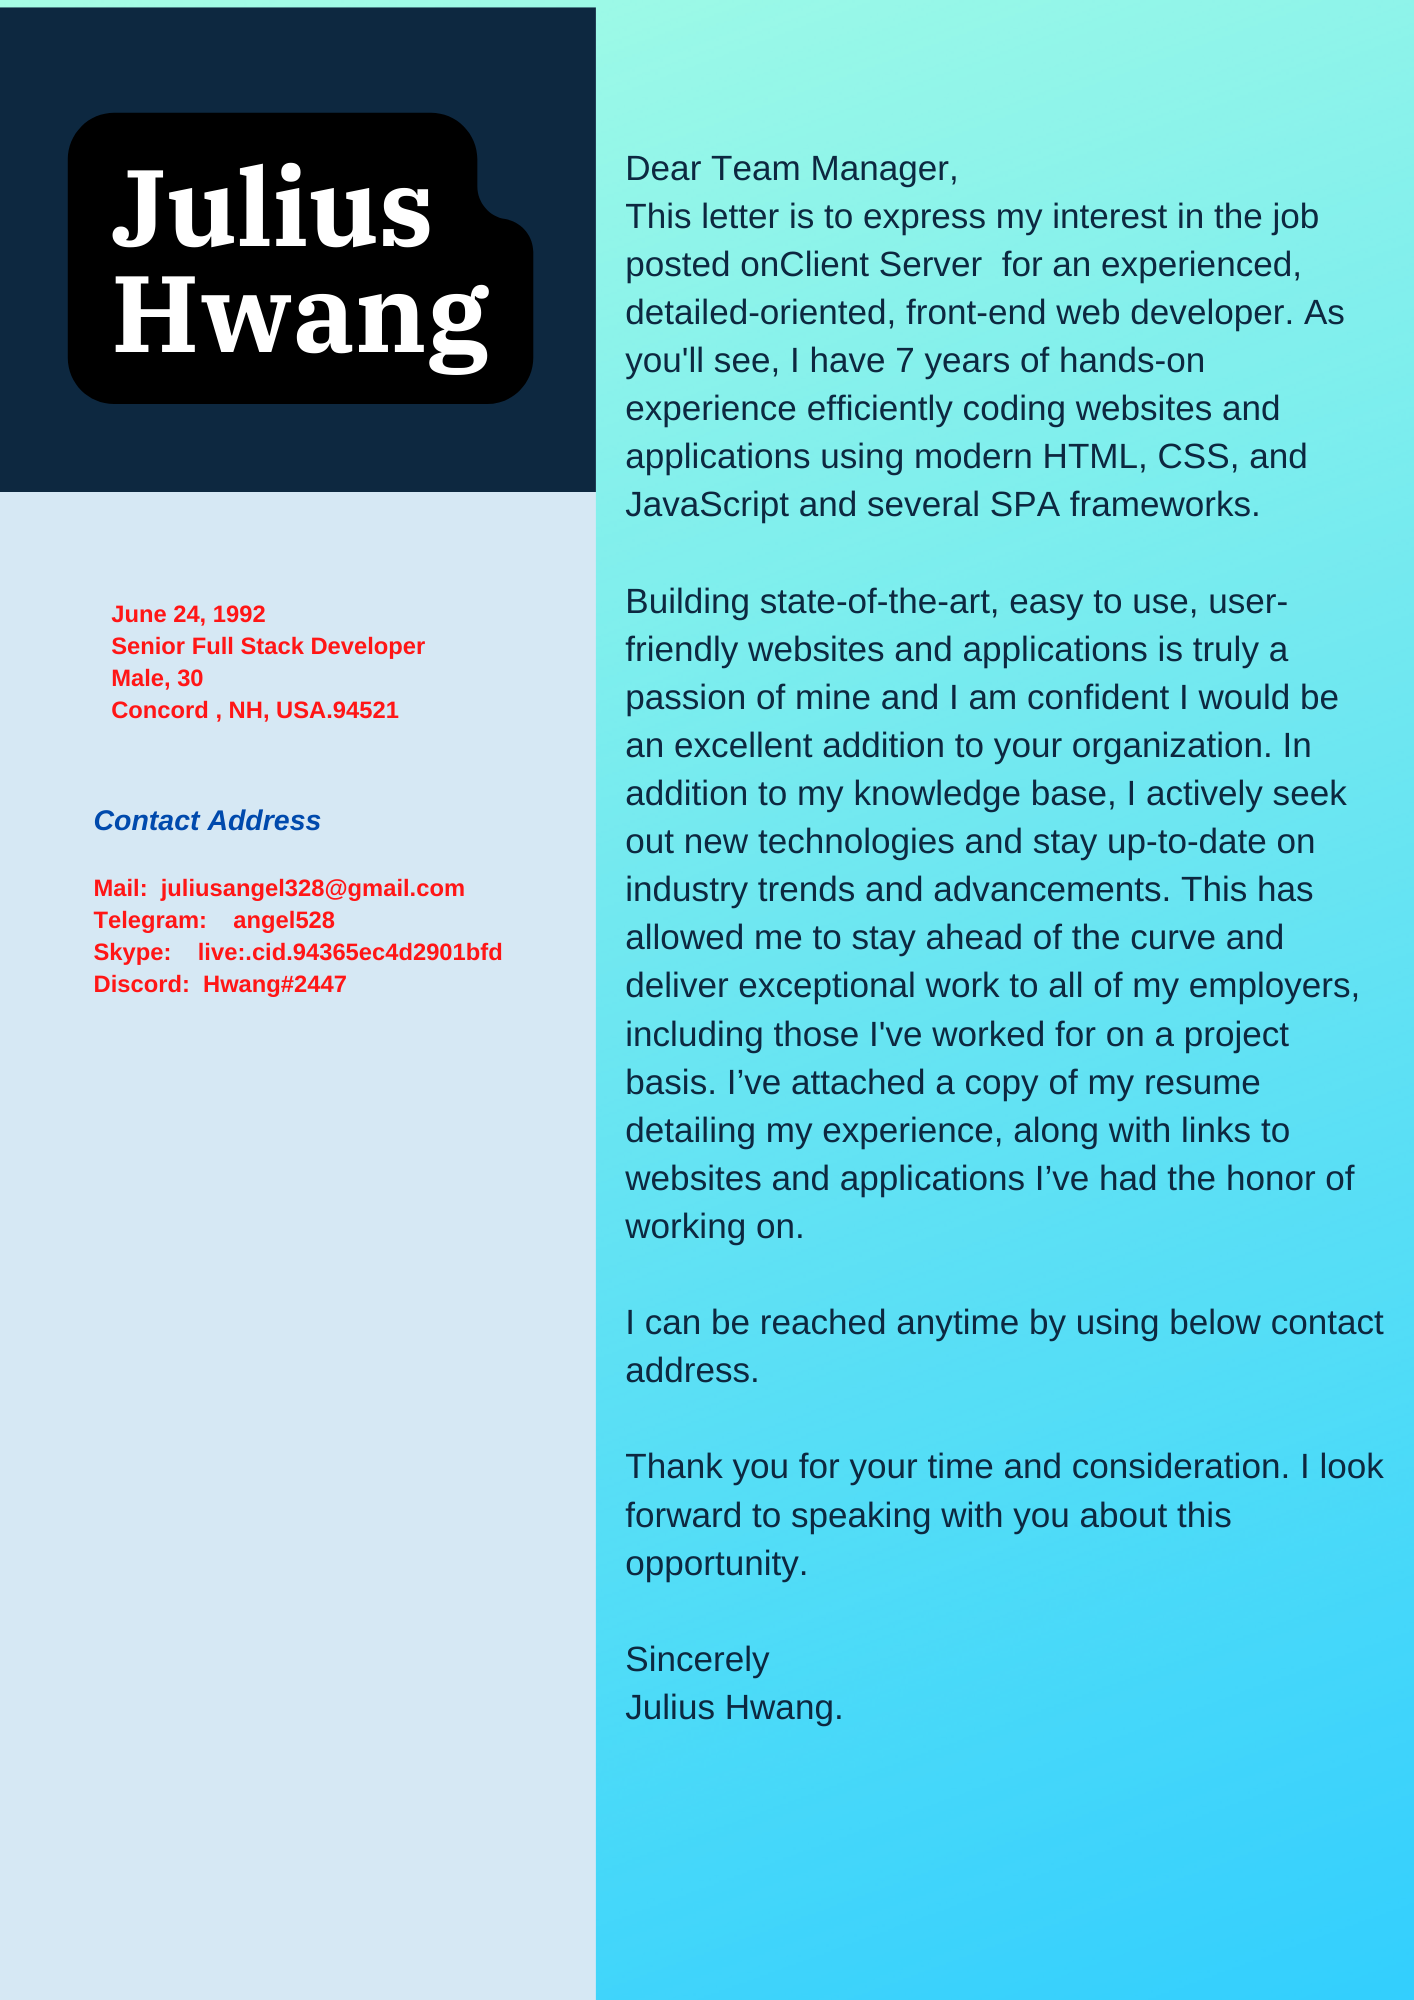 Julius
Hwang
June 24, 1992
Senior Full Stack Developer
Male, 30
Concord , NH, USA.94521
Contact Address
Mail:  juliusangel328@gmail.com
Telegram:    angel528
Skype:    live:.cid.94365ec4d2901bfd
Discord:  Hwang#2447
Dear Team Manager,
This letter is to express my interest in the job
posted onClient Server  for an experienced,
detailed-oriented, front-end web developer. As
you'll see, I have 7 years of hands-on
experience efficiently coding websites and
applications using modern HTML, CSS, and
JavaScript and several SPA frameworks.
Building state-of-the-art, easy to use, user-
friendly websites and applications is truly a
passion of mine and I am confident I would be
an excellent addition to your organization. In
addition to my knowledge base, I actively seek
out new technologies and stay up-to-date on
industry trends and advancements. This has
allowed me to stay ahead of the curve and
deliver exceptional work to all of my employers,
including those I've worked for on a project
basis. I’ve attached a copy of my resume
detailing my experience, along with links to
websites and applications I’ve had the honor of
working on.
I can be reached anytime by using below contact
address.
Thank you for your time and consideration. I look
forward to speaking with you about this
opportunity.
Sincerely
Julius Hwang.